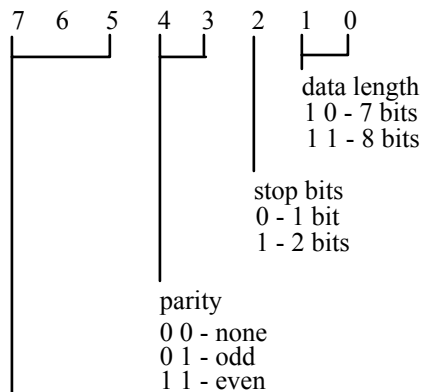 7 6 5 4 3 2 1 0
data length
1 0 - 7 bits
1 1 - 8 bits
stop bits
0 - 1 bit
1 - 2 bits
parity
0 0 - none
0 1 - odd
1 1 - even